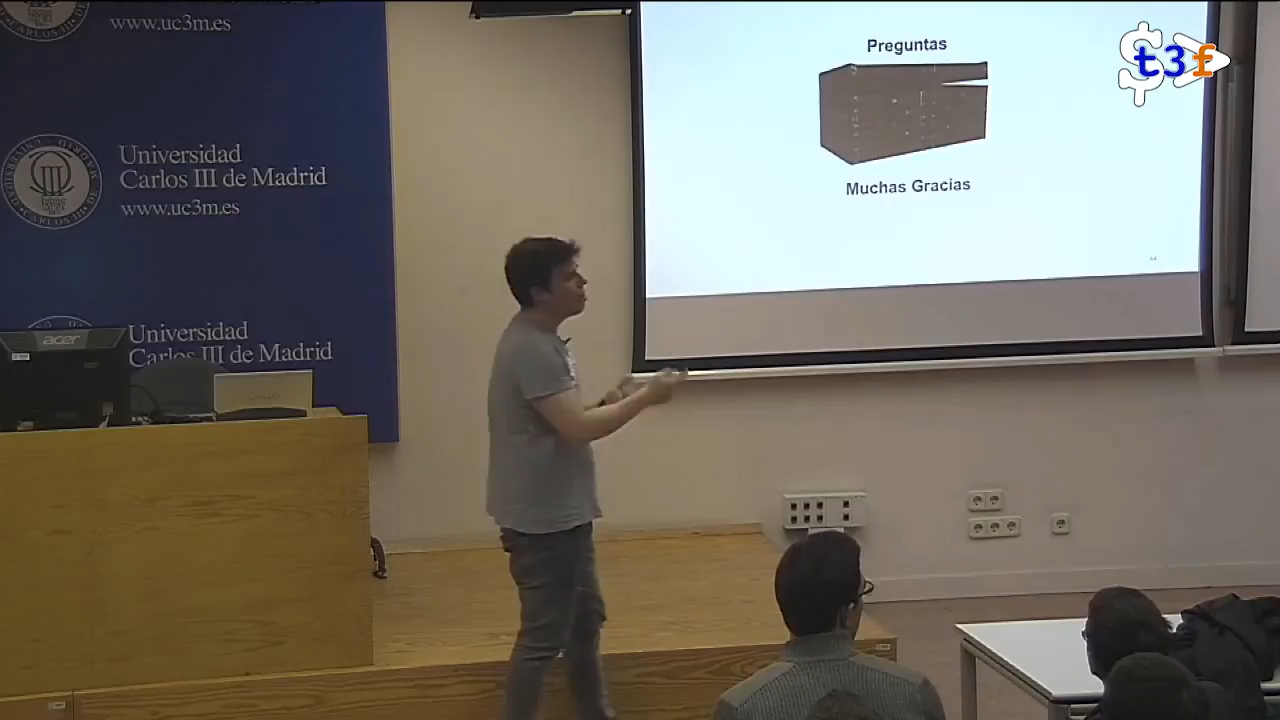 www.uc3m.es
Universidad
Carlos III de Madrid
www.uc3m.es
Universidad
Carlos III de Madrid
acer
Preguntas
Muchas Gracias
t3f